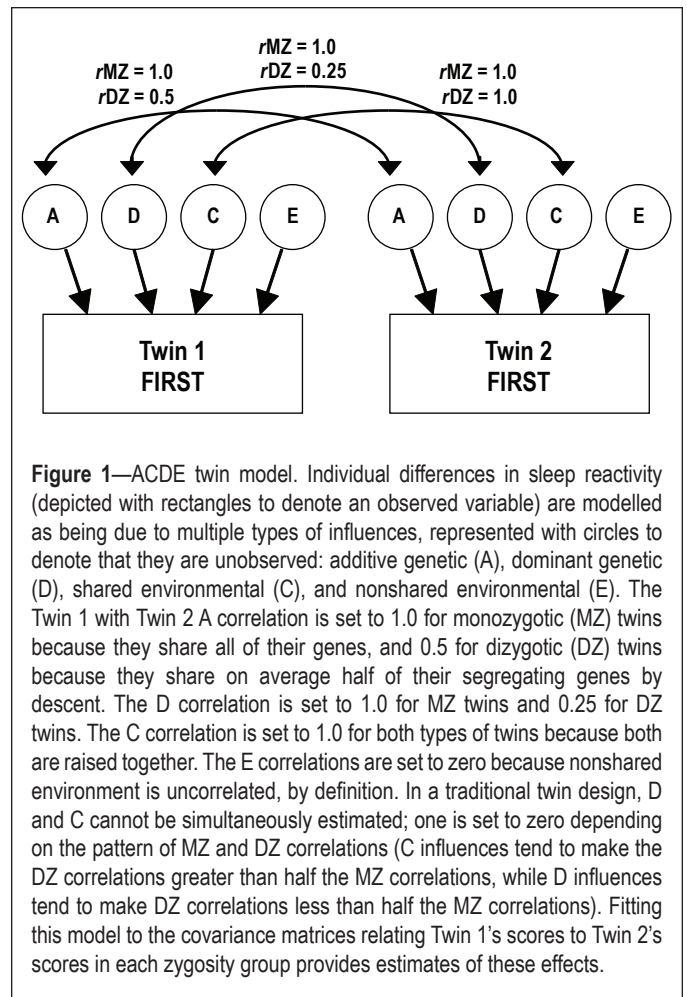 rMZ = 1.0
rDZ = 0.25
rMZ = 1.0
rDZ = 0.5
rMZ = 1.0
rDZ = 1.0
A D C E A D C E
Twin 1
FIRST
Twin 2
FIRST
Figure 1—ACDE twin model. Individual differences in sleep reactivity
(depicted with rectangles to denote an observed variable) are modelled
as being due to multiple types of influences, represented with circles to
denote that they are unobserved: additive genetic (A), dominant genetic
(D), shared environmental (C), and nonshared environmental (E). The
Twin 1 with Twin 2 A correlation is set to 1.0 for monozygotic (MZ) twins
because they share all of their genes, and 0.5 for dizygotic (DZ) twins
because they share on average half of their segregating genes by
descent. The D correlation is set to 1.0 for MZ twins and 0.25 for DZ
twins. The C correlation is set to 1.0 for both types of twins because both
are raised together. The E correlations are set to zero because nonshared
environment is uncorrelated, by definition. In a traditional twin design, D
and C cannot be simultaneously estimated; one is set to zero depending
on the pattern of MZ and DZ correlations (C influences tend to make the
DZ correlations greater than half the MZ correlations, while D influences
tend to make DZ correlations less than half the MZ correlations). Fitting
this model to the covariance matrices relating Twin 1's scores to Twin 2's
scores in each zygosity group provides estimates of these effects.